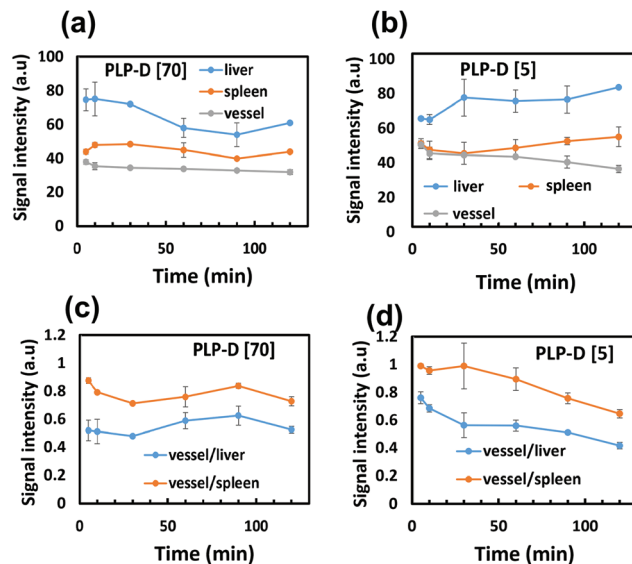 (a)
PLP-D [70]
liver
spleen
vessel
Signal intensity (a.u)
100
80
60
40
20
0
0 50 100
Time (min)
(b)
PLP-D [5]
liver
spleen
vessel
Signal intensity (a.u)
100
80
60
40
20
0
0 50 100
Time (min)
(c)
PLP-D [70]
vessel/liver
vessel/spleen
Signal intensity (a.u)
1.2
1
0.8
0.6
0.4
0.2
0
0 50 100
Time (min)
(d)
PLP-D [5]
vessel/liver
vessel/spleen
Signal intensity (a.u)
1.2
1
0.8
0.6
0.4
0.2
0
0 50 100
Time (min)